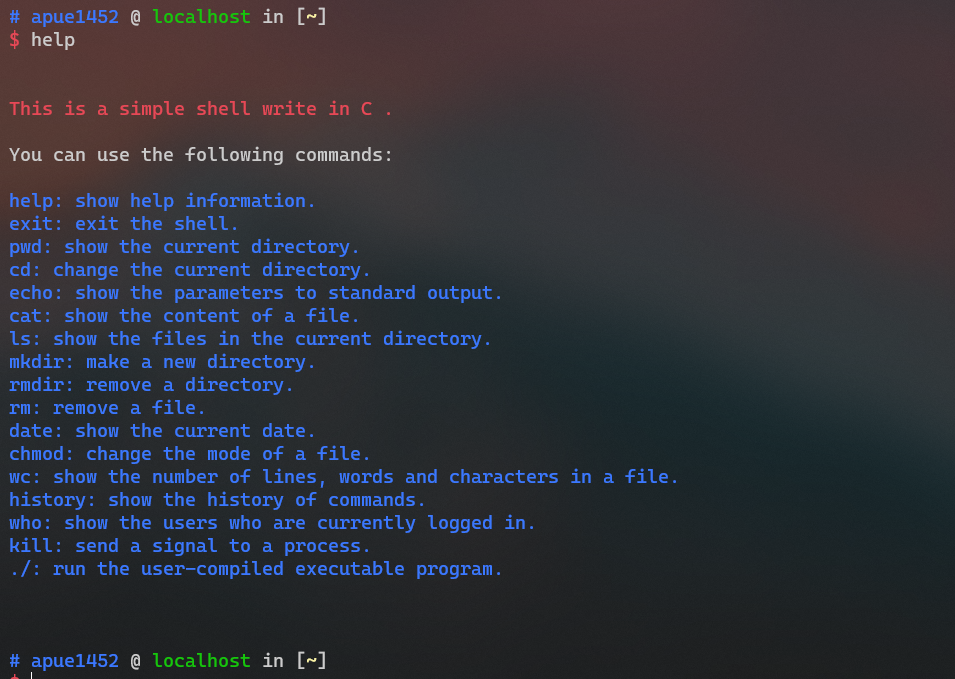 # apue1452 @ localhost in [~]
$ help
This is a simple shell write in C .
You can use the following commands:
help: show help information.
exit: exit the shell.
pwd: show the current directory.
cd: change the current directory.
echo: show the parameters to standard output.
cat: show the content of a file.
ls: show the files in the current directory.
mkdir: make a new directory.
rmdir: remove a directory.
rm: remove a file.
date: show the current date.
chmod: change the mode of a file.
wc: show the number of lines, words and characters in a file.
history: show the history of commands.
who: show the users who are currently logged in.
kill: send a signal to a process.
./: run the user-compiled executable program.
# apue1452 @ localhost in [~]
$